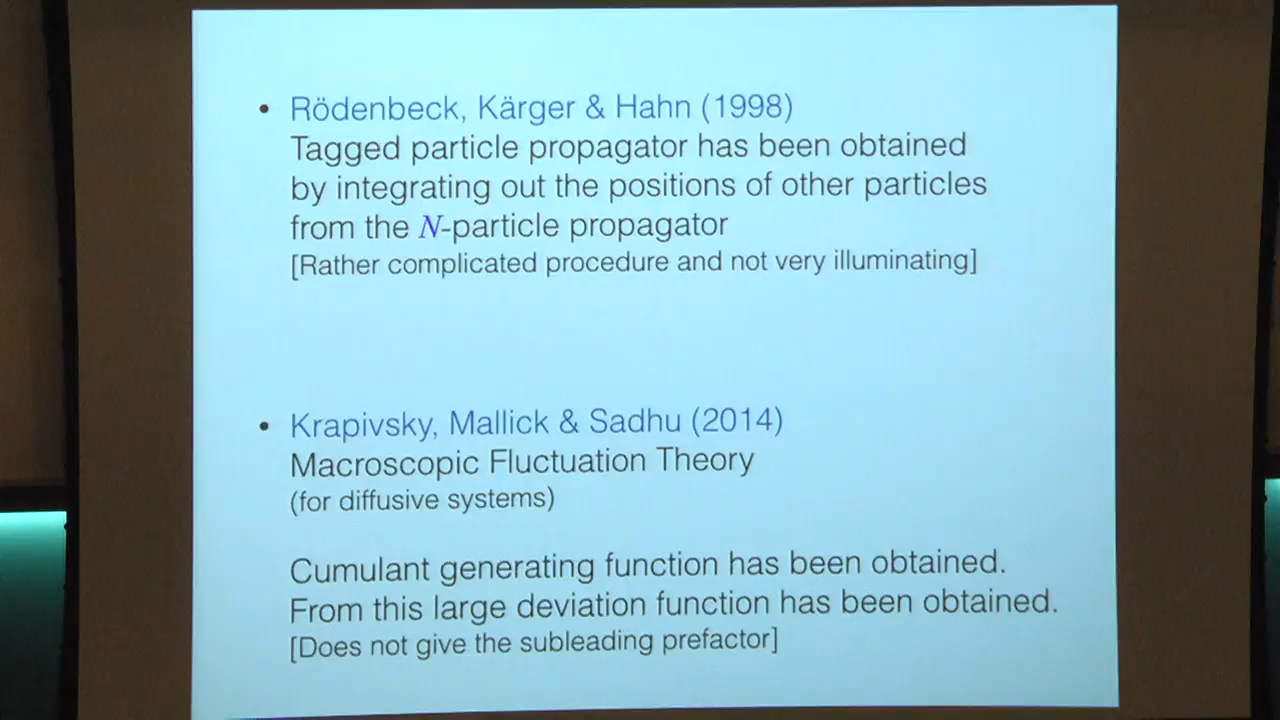 • Rödenbeck, Kärger & Hahn (1998)
Tagged particle propagator has been obtained
by integrating out the positions of other particles
from the N-particle propagator
[Rather complicated procedure and not very illuminating]
• Krapivsky, Mallick & Sadhu (2014)
Macroscopic Fluctuation Theory
(for diffusive systems)
Cumulant generating function has been obtained.
From this large deviation function has been obtained.
[Does not give the subleading prefactor]